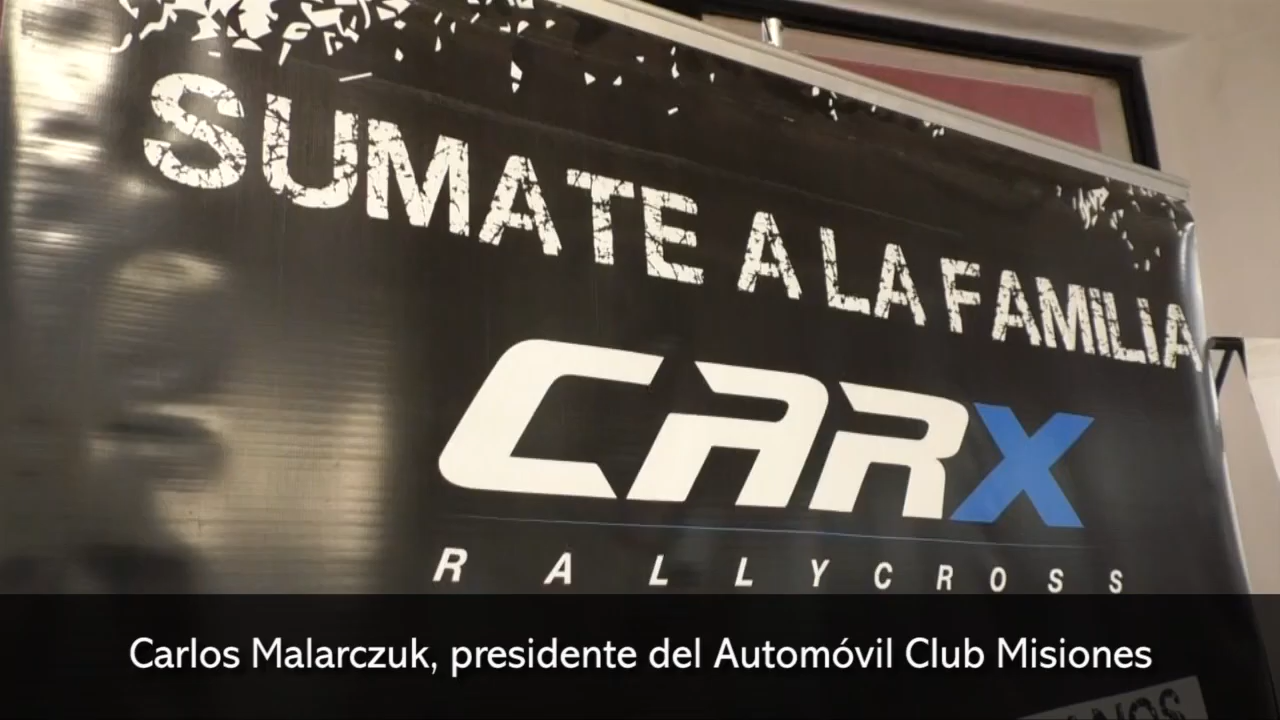 SUMATE A LA FAMILIA
CARX
RALLYCROSS
Carlos Malarczuk, presidente del Automóvil Club Misiones